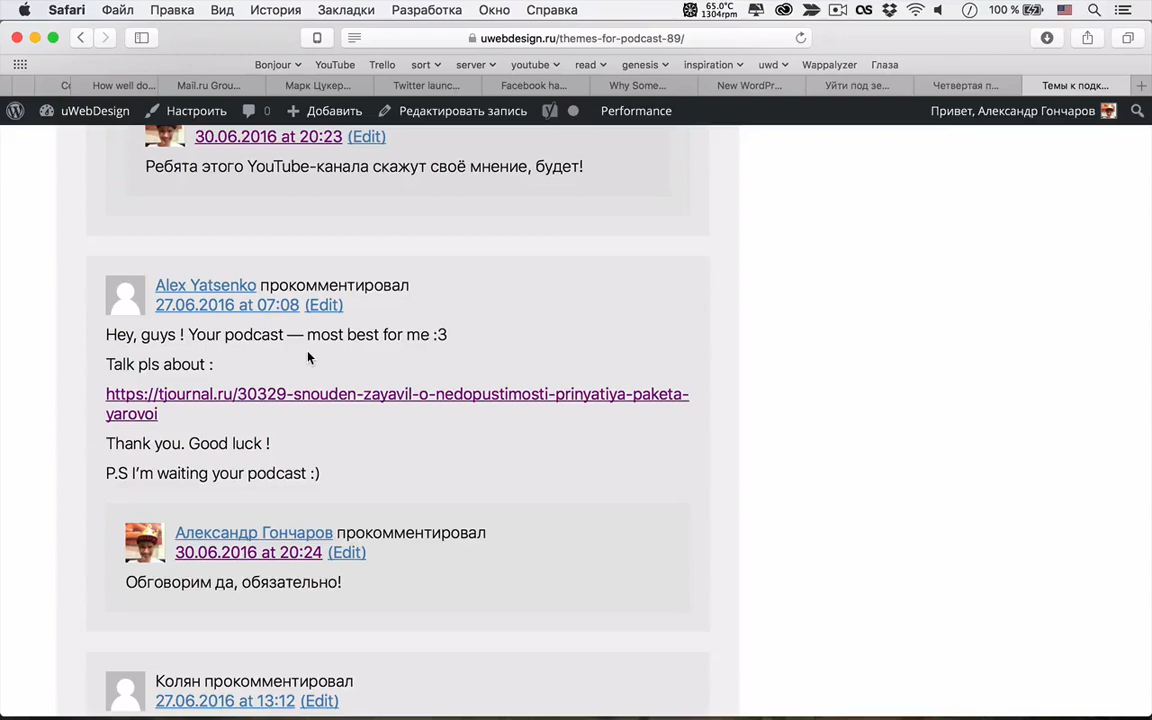 Safari Файл Правка Вид История Закладки Разработка Окно Справка 65.0°C 1304rpm 100 %
uwebdesign.ru/themes-for-podcast-89/
Bonjour YouTube Trello sort server youtube read genesis inspiration uwd Wappalyzer Глаза
How well do... Mail.ru Grou... Марк Цукер... Twitter launc... Facebook ha... Why Some... New WordPr... Уйти под зе... Четвертая п... Темы к подк...
uWebDesign Настроить 0 Добавить Редактировать запись Performance Привет, Александр Гончаров
30.06.2016 at 20:23 (Edit)
Ребята этого YouTube-канала скажут своё мнение, будет!
Alex Yatsenko прокомментировал
27.06.2016 at 07:08 (Edit)
Hey, guys ! Your podcast — most best for me :3
Talk pls about :
https://tjournal.ru/30329-snouden-zayavil-o-nedopustimosti-prinyatiya-paketa-
yarovoi
Thank you. Good luck !
P.S I’m waiting your podcast :)
Александр Гончаров прокомментировал
30.06.2016 at 20:24 (Edit)
Обговорим да, обязательно!
Колян прокомментировал
27.06.2016 at 13:12 (Edit)